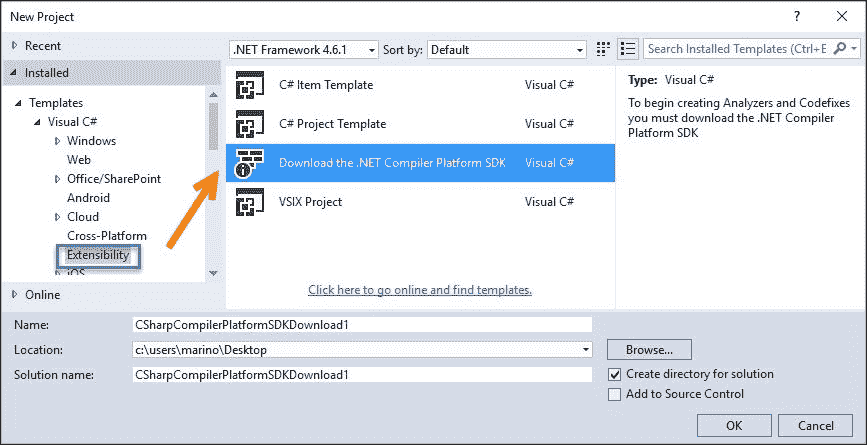 New Project
? 
Recent
.NET Framework 4.6.1 Sort by: Default Search Installed Templates (Ctrl+E
Installed
Templates
Visual C#
Windows
Web
Office/SharePoint
Android
Cloud
Cross-Platform
Extensibility
iOS
Online
C# Item Template Visual C#
C# Project Template Visual C#
Download the .NET Compiler Platform SDK Visual C#
VSIX Project Visual C#
Click here to go online and find templates.
Type: Visual C#
To begin creating Analyzers and Codefixes
you must download the .NET Compiler
Platform SDK
Name: CSharpCompilerPlatformSDKDownload1
Location: c:\users\marino\Desktop Browse...
Solution name: CSharpCompilerPlatformSDKDownload1
Create directory for solution
Add to Source Control
OK Cancel